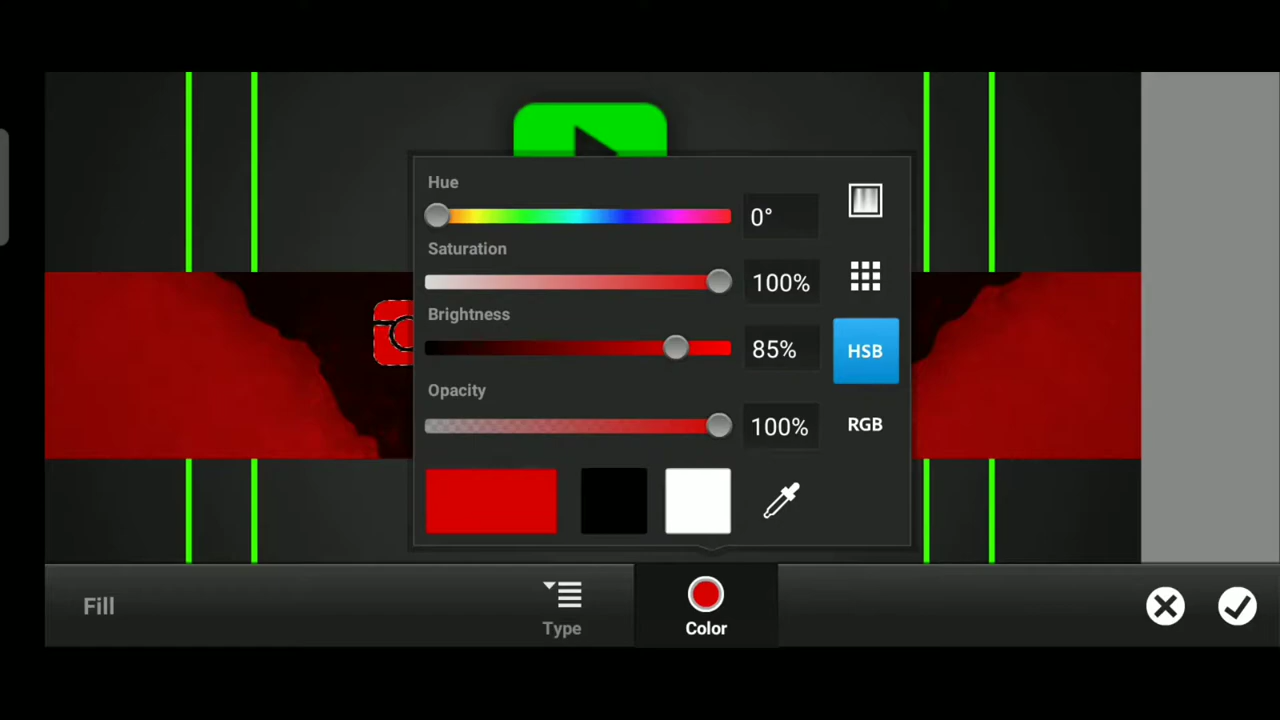 Hue
0°
Saturation
100%
Brightness
85%
HSB
Opacity
100%
RGB
Fill
Type
Color